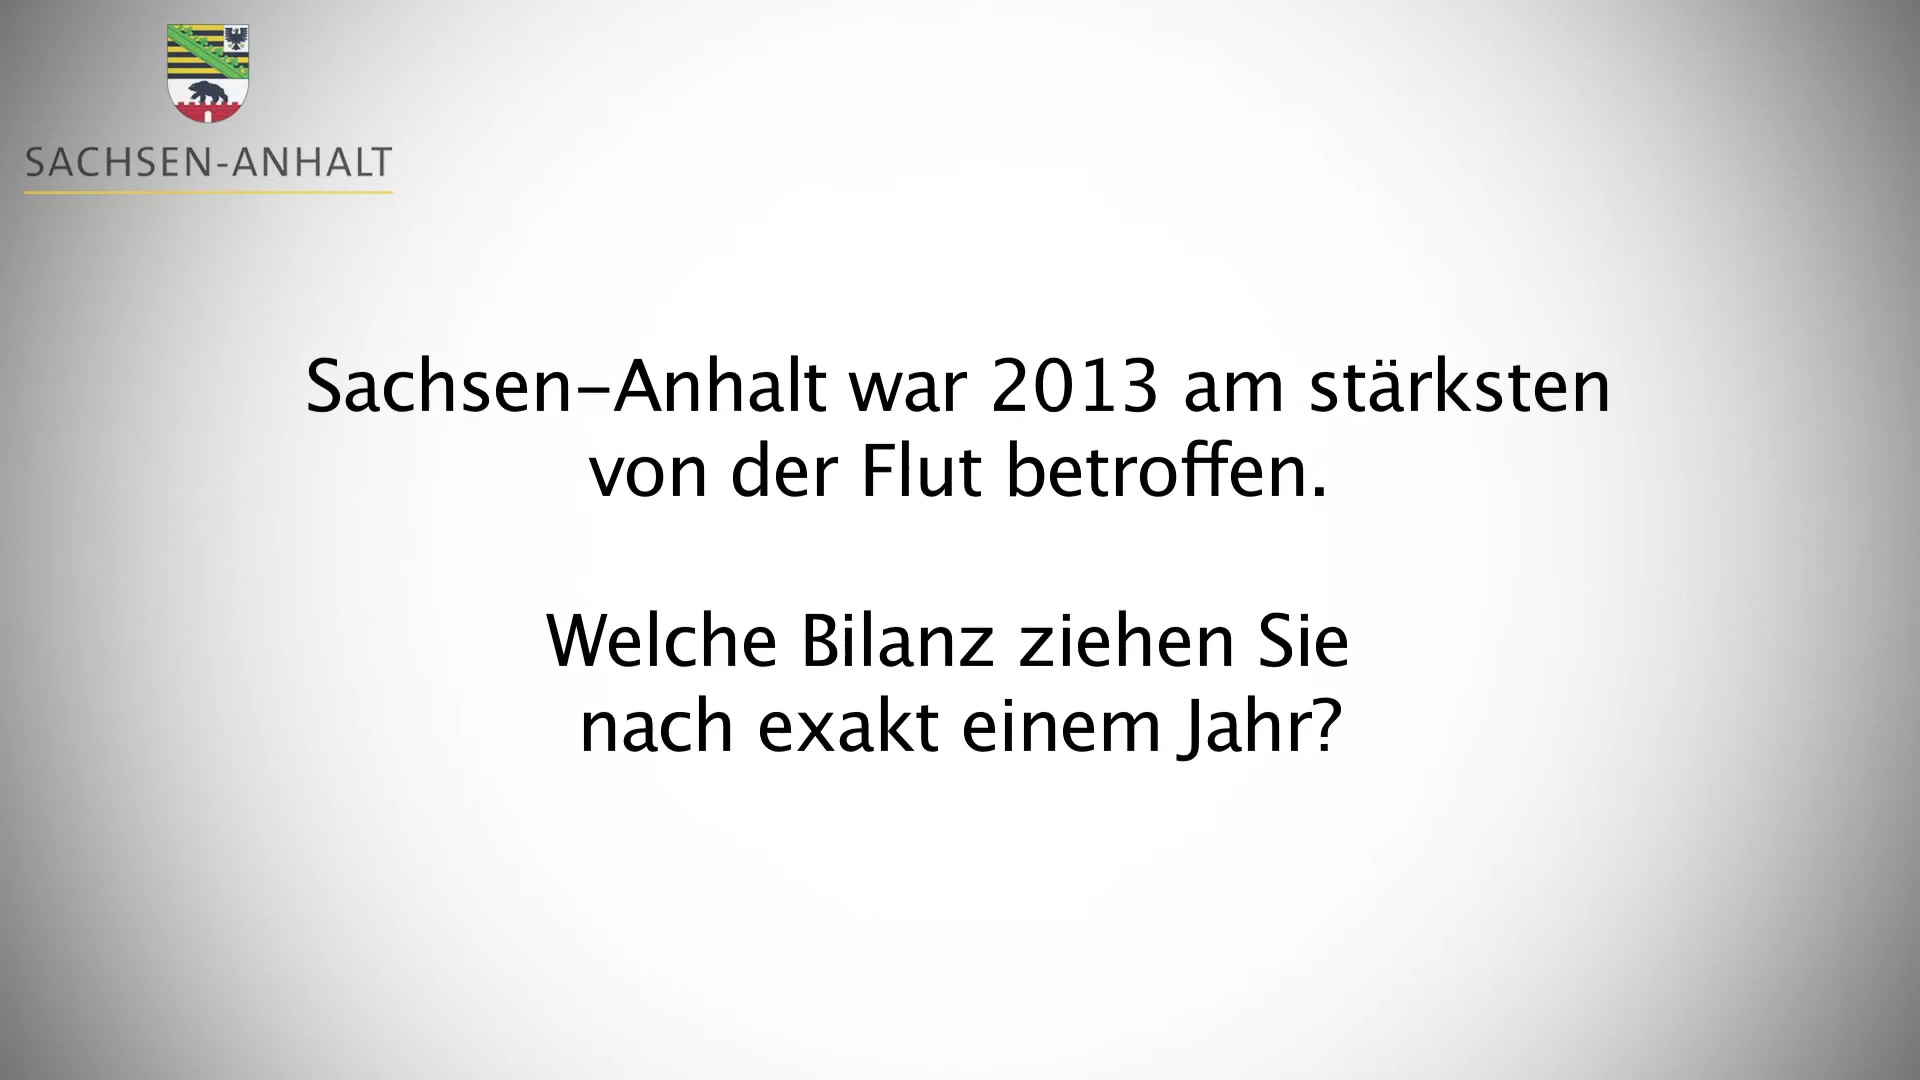 SACHSEN-ANHALT
Sachsen-Anhalt war 2013 am stärksten
von der Flut betroffen.
Welche Bilanz ziehen Sie
nach exakt einem Jahr?